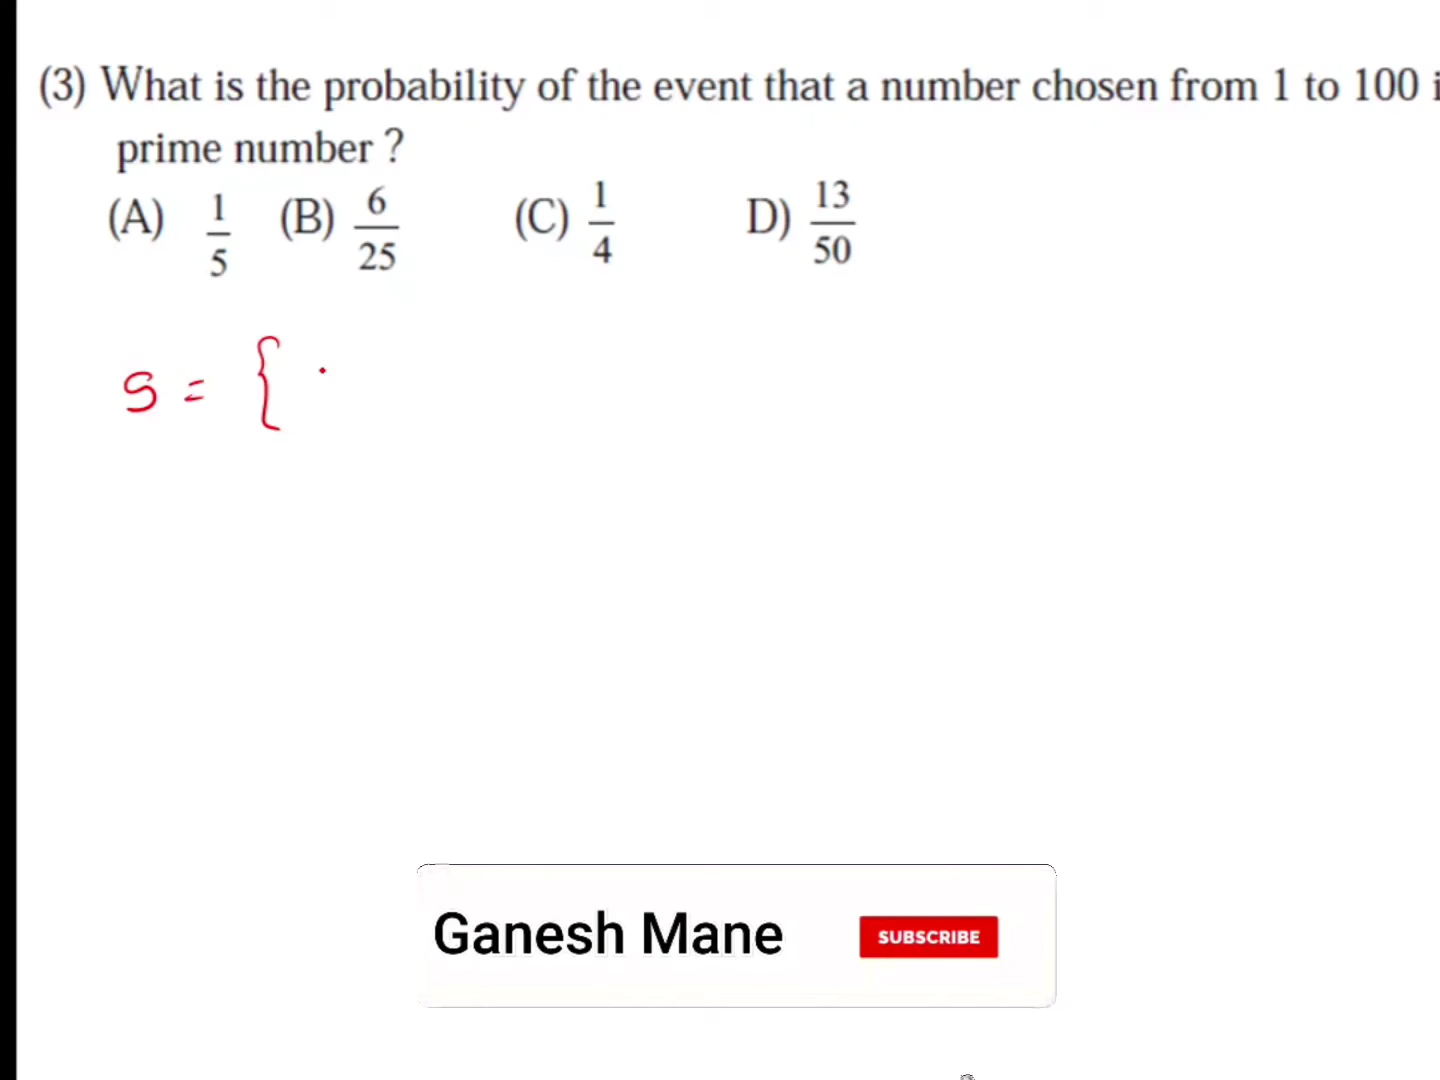 (3) What is the probability of the event that a number chosen from 1 to 100 i
prime number ?
(A) 1/5 (B) 6/25 (C) 1/4 D) 13/50
S = {
Ganesh Mane SUBSCRIBE